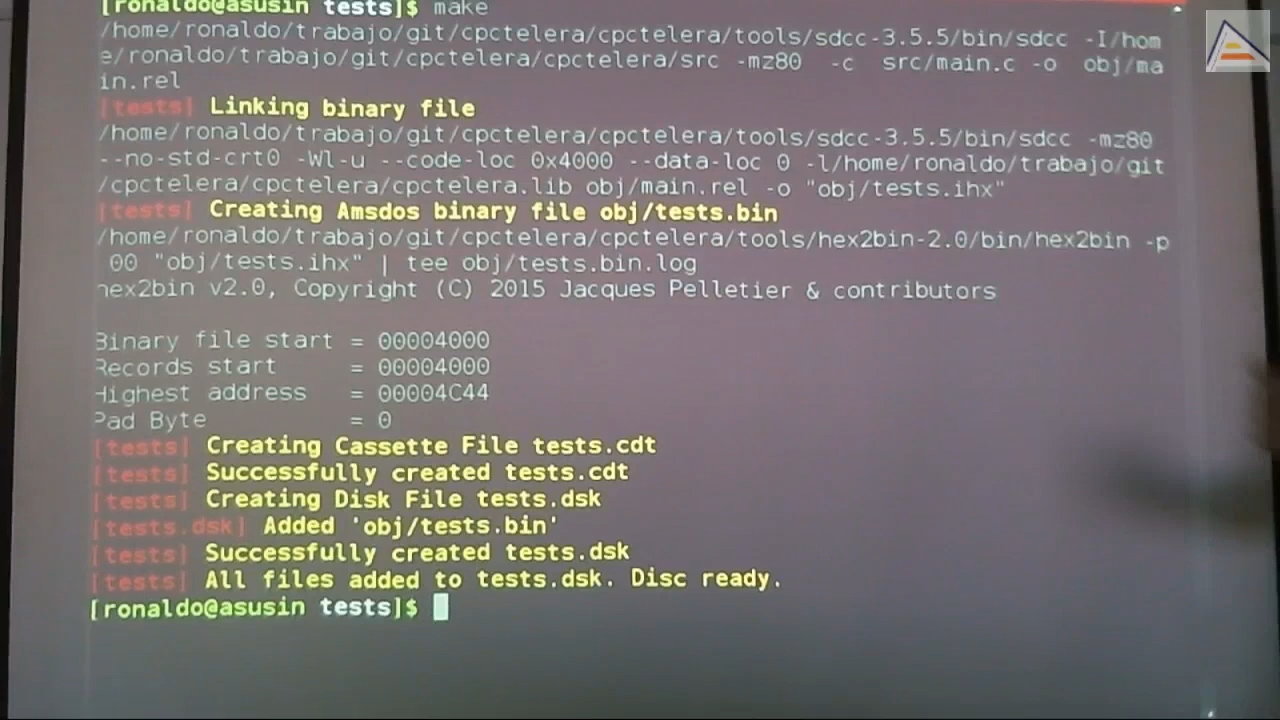 [ronaldo@asusin tests]$ make
/home/ronaldo/trabajo/git/cpctelera/cpctelera/tools/sdcc-3.5.5/bin/sdcc -I/hom
e/ronaldo/trabajo/git/cpctelera/cpctelera/src -mz80 -c src/main.c -o obj/ma
in.rel
[tests] Linking binary file
/home/ronaldo/trabajo/git/cpctelera/cpctelera/tools/sdcc-3.5.5/bin/sdcc -mz80
--no-std-crt0 -Wl-u --code-loc 0x4000 --data-loc 0 -l/home/ronaldo/trabajo/git
/cpctelera/cpctelera/cpctelera.lib obj/main.rel -o "obj/tests.ihx"
[tests] Creating Amsdos binary file obj/tests.bin
/home/ronaldo/trabajo/git/cpctelera/cpctelera/tools/hex2bin-2.0/bin/hex2bin -p
00 "obj/tests.ihx" | tee obj/tests.bin.log
hex2bin v2.0, Copyright (C) 2015 Jacques Pelletier & contributors
Binary file start = 00004000
Records start = 00004000
Highest address = 00004C44
Pad Byte = 0
[tests] Creating Cassette File tests.cdt
[tests] Successfully created tests.cdt
[tests] Creating Disk File tests.dsk
[tests.dsk] Added 'obj/tests.bin'
[tests] Successfully created tests.dsk
[tests] All files added to tests.dsk. Disc ready.
[ronaldo@asusin tests]$